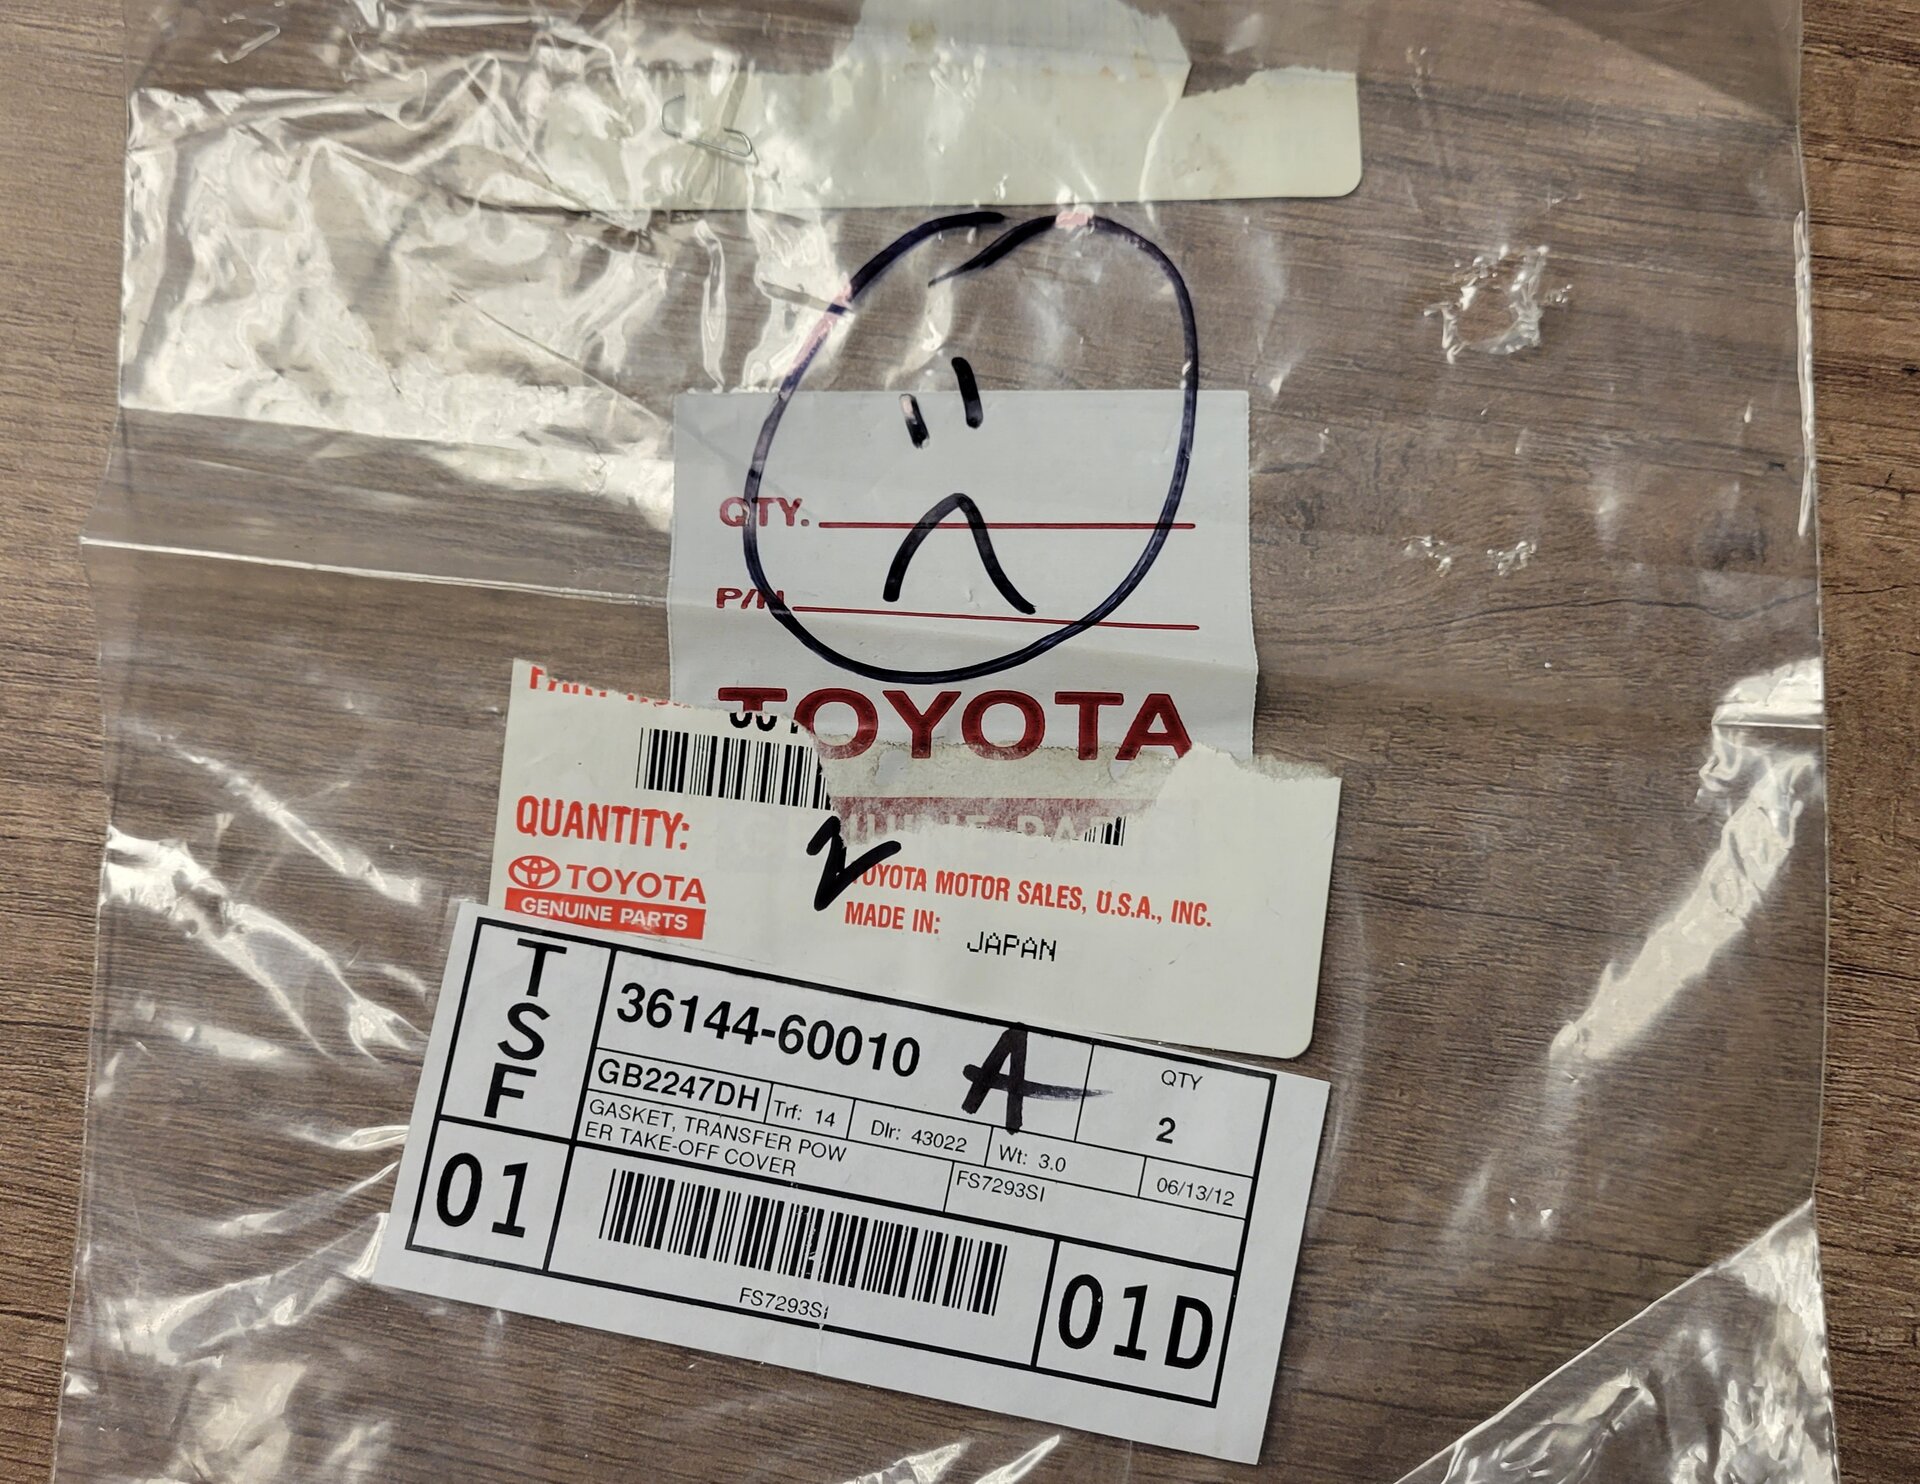 QTY.
P/N
TOYOTA
QUANTITY:
2
TOYOTA
GENUINE PARTS
TOYOTA MOTOR SALES, U.S.A., INC.
MADE IN: JAPAN
TSF
36144-60010 A
QTY
2
GB2247DH Trf: 14 Dlr: 43022 Wt: 3.0 06/13/12
GASKET, TRANSFER POW
ER TAKE-OFF COVER
FS7293SI
01
FS7293SI
01D